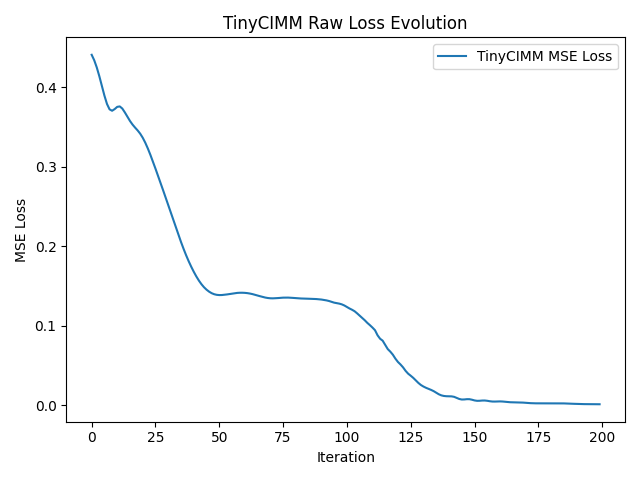 TinyCIMM Raw Loss Evolution
TinyCIMM MSE Loss
MSE Loss
0.4
0.3
0.2
0.1
0.0
0 25 50 75 100 125 150 175 200
Iteration